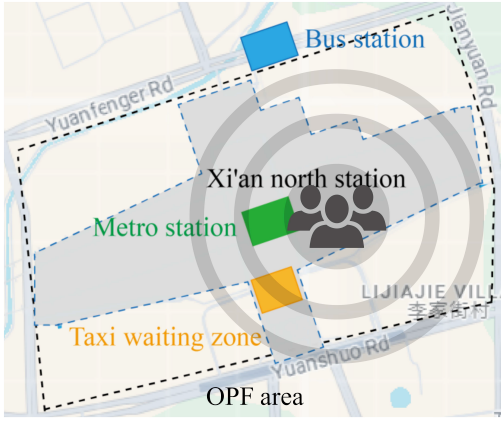 Bus station
Jianyuan Rd
Yuanfenger Rd
Xi'an north station
Metro station
LIJIAJIE VILL
李家街村
Taxi waiting zone
Yuanshuo Rd
OPF area